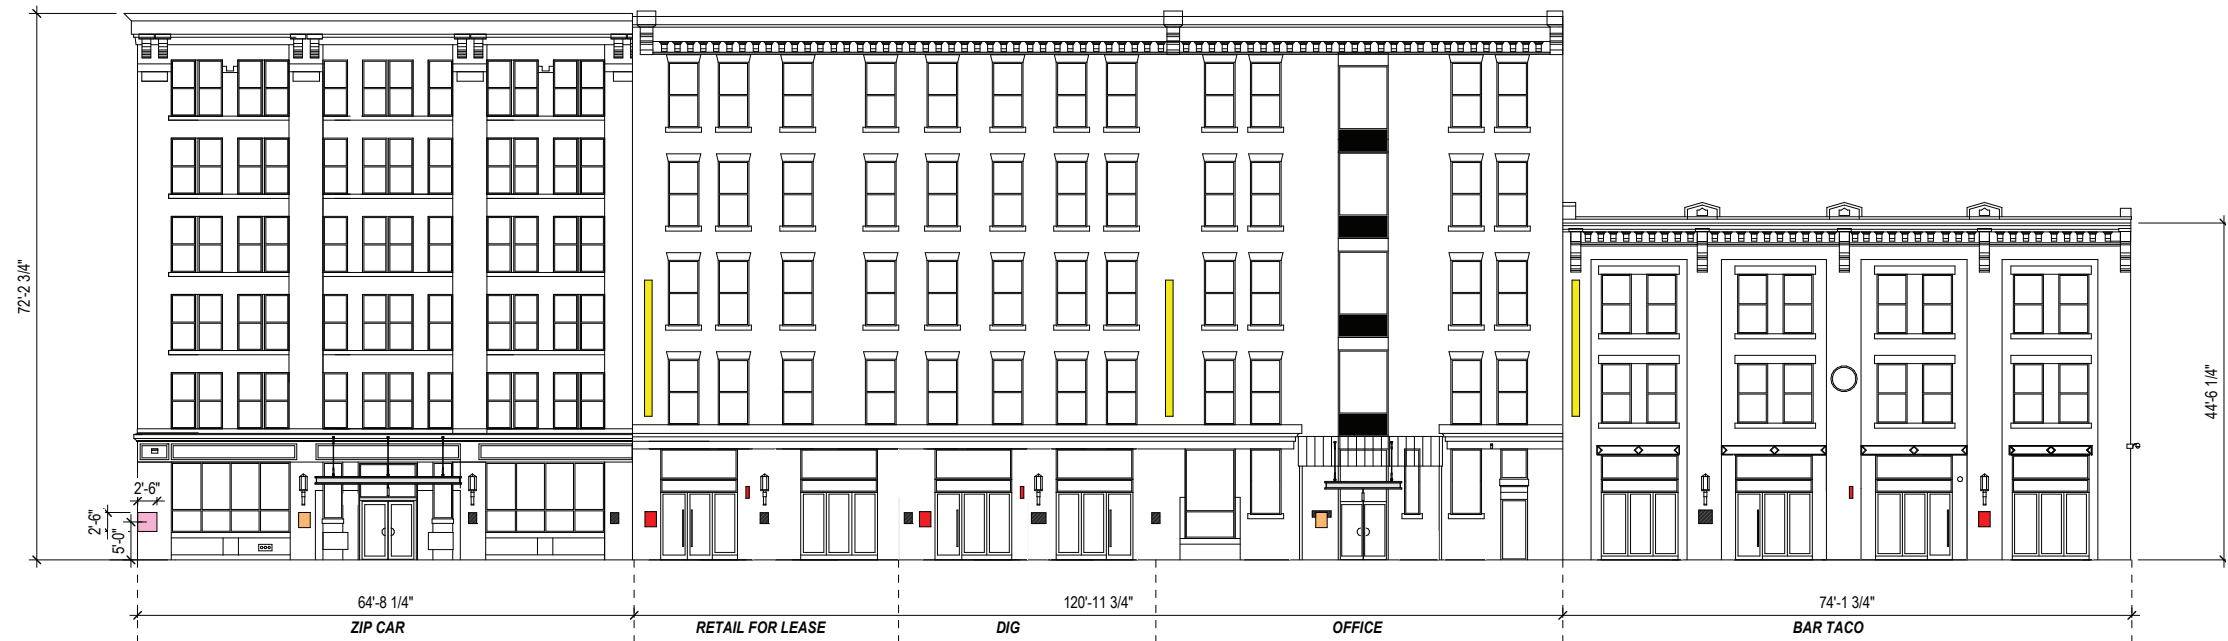 72'-2 3/4"
2'-6"
2'-6"
5'-0"
44'-6 1/4"
64'-8 1/4"
120'-11 3/4"
74'-1 3/4"
ZIP CAR
RETAIL FOR LEASE
DIG
OFFICE
BAR TACO